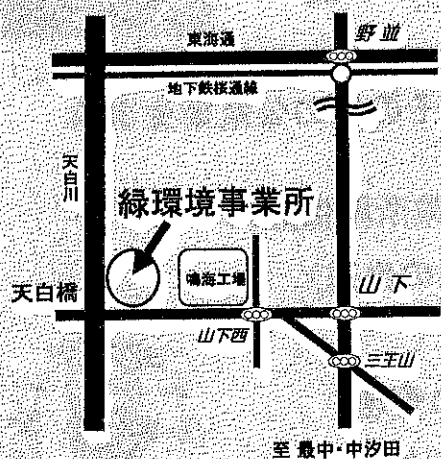 野並
東海通
地下鉄桜通線
天白川
緑環境事業所
天白橋
鳴海工場
山下
山下西
三王山
至 最中・中汐田